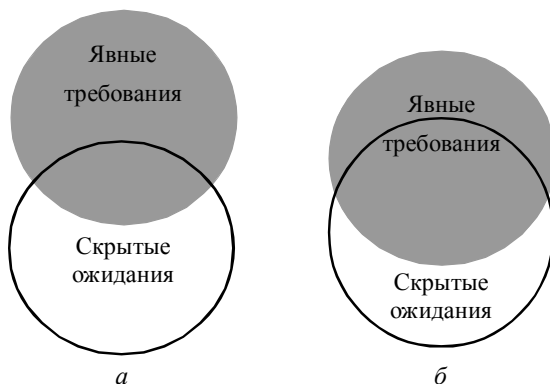 Явные
требования
Скрытые
ожидания
а
Явные
требования
Скрытые
ожидания
б